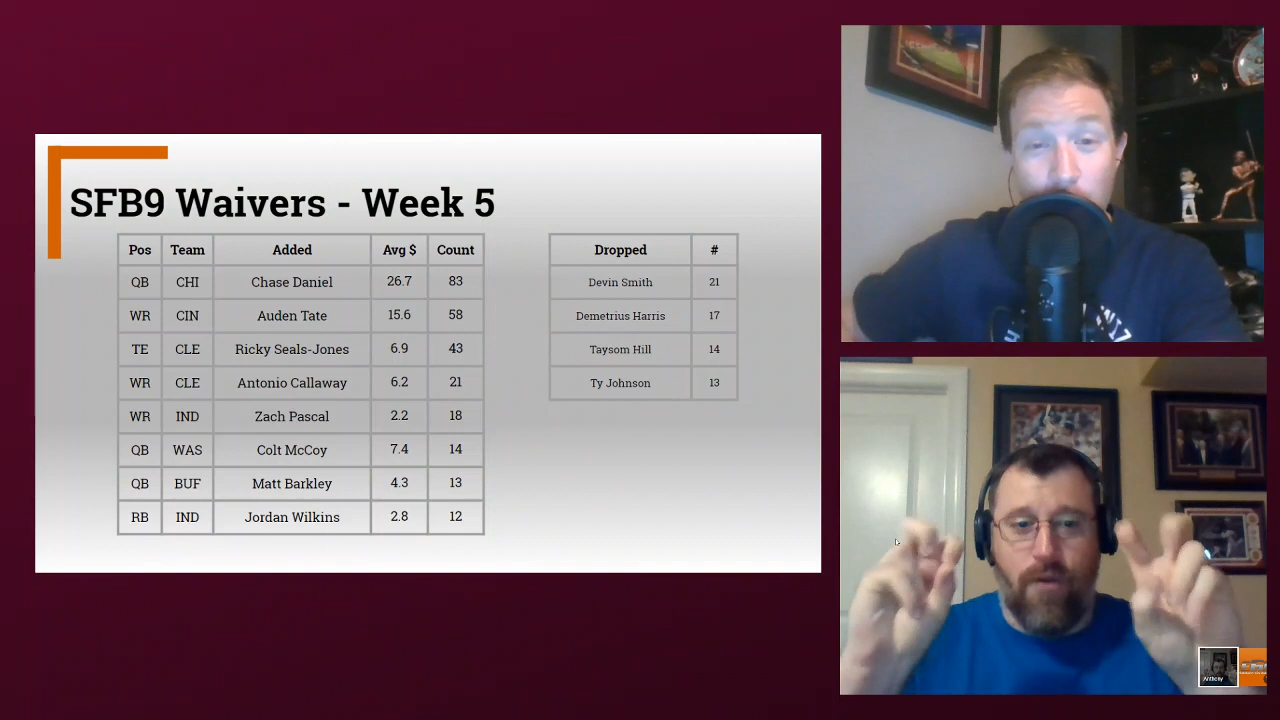 SFB9 Waivers - Week 5
Pos Team Added Avg $ Count
QB CHI Chase Daniel 26.7 83
WR CIN Auden Tate 15.6 58
TE CLE Ricky Seals-Jones 6.9 43
WR CLE Antonio Callaway 6.2 21
WR IND Zach Pascal 2.2 18
QB WAS Colt McCoy 7.4 14
QB BUF Matt Barkley 4.3 13
RB IND Jordan Wilkins 2.8 12
Dropped #
Devin Smith 21
Demetrius Harris 17
Taysom Hill 14
Ty Johnson 13
Anthony